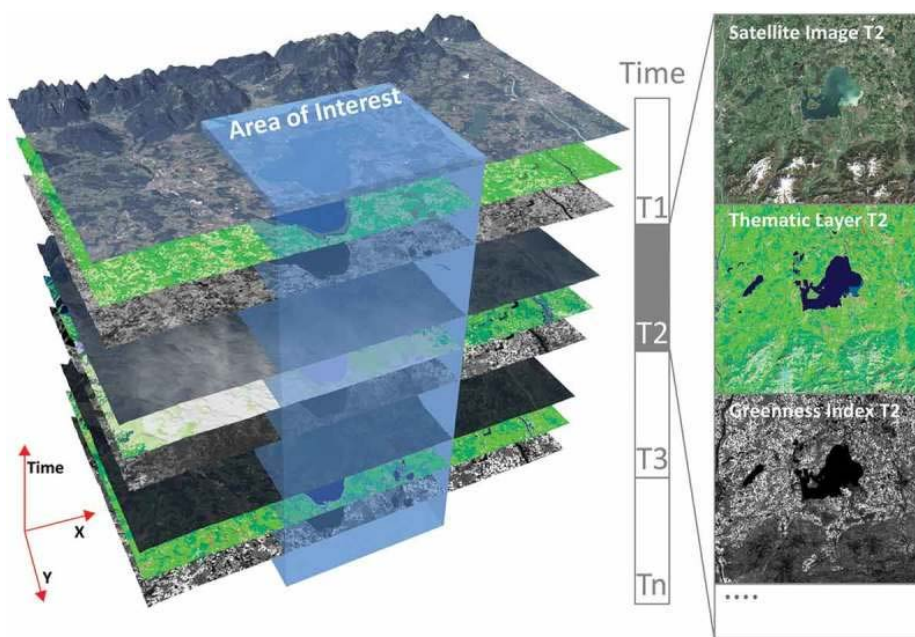 Area of Interest
Time
X
Y
Time
T1
T2
T3
Tn
Satellite Image T2
Thematic Layer T2
Greenness Index T2
....